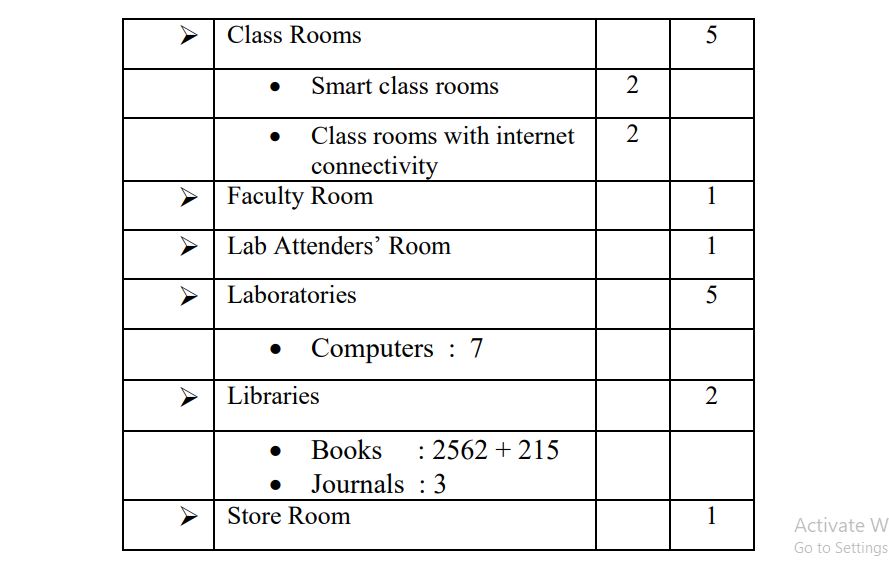 ➢ Class Rooms 5
• Smart class rooms 2
• Class rooms with internet 2
connectivity
➢ Faculty Room 1
➢ Lab Attenders’ Room 1
➢ Laboratories 5
• Computers : 7
➢ Libraries 2
• Books : 2562 + 215
• Journals : 3
➢ Store Room 1
Activate W
Go to Settings